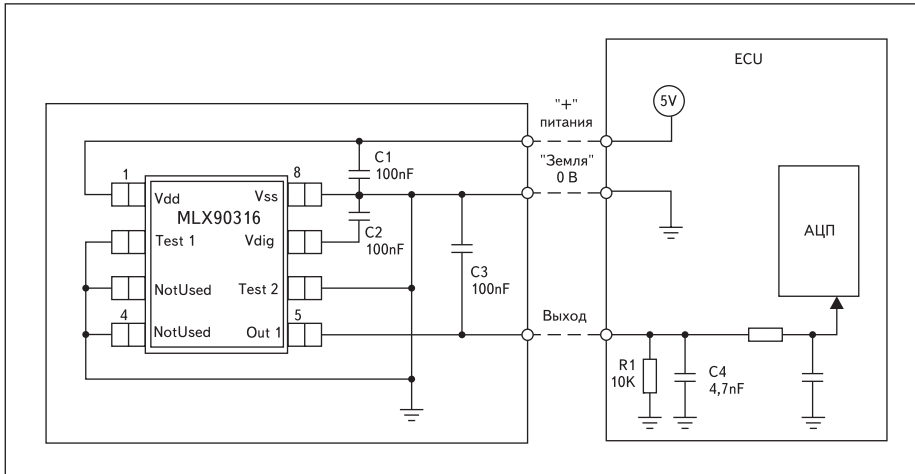 ECU
"+"
питания
5V
"Земля"
0 В
C1
100nF
1
8
Vdd
Vss
MLX90316
Test 1
Vdig
C2
100nF
C3
100nF
АЦП
NotUsed
Test 2
4
NotUsed
Out 1
5
Выход
R1
10K
C4
4,7nF